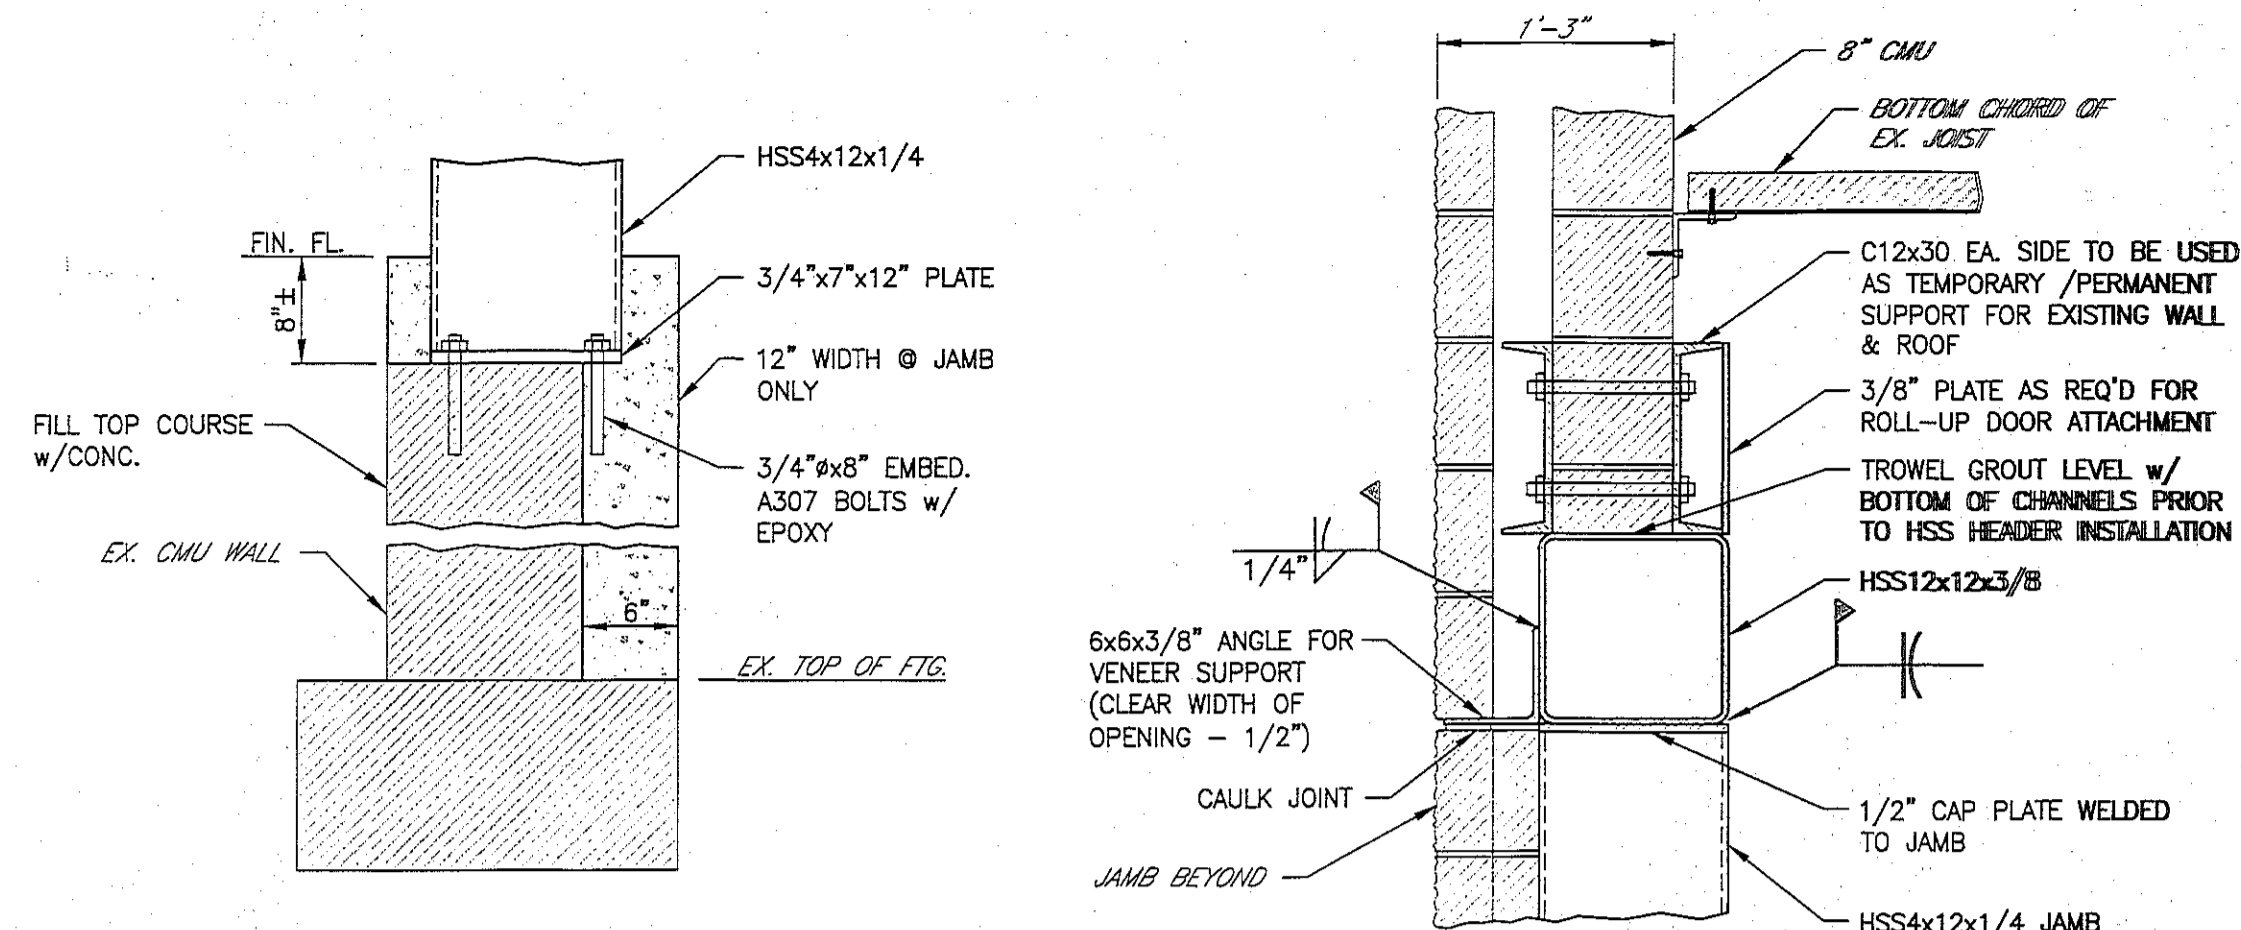 HSS4x12x1/4
FIN. FL.
8"±
3/4"x7"x12" PLATE
12" WIDTH @ JAMB
ONLY
FILL TOP COURSE
w/CONC.
3/4"øx8" EMBED.
A307 BOLTS w/
EPOXY
EX. CMU WALL
6"
EX. TOP OF FTG.
1'-3"
8" CMU
BOTTOM CHORD OF
EX. JOIST
C12x30 EA. SIDE TO BE USED
AS TEMPORARY /PERMANENT
SUPPORT FOR EXISTING WALL
& ROOF
3/8" PLATE AS REQ'D FOR
ROLL-UP DOOR ATTACHMENT
TROWEL GROUT LEVEL w/
BOTTOM OF CHANNELS PRIOR
TO HSS HEADER INSTALLATION
1/4"
HSS12x12x3/8
6x6x3/8" ANGLE FOR
VENEER SUPPORT
(CLEAR WIDTH OF
OPENING - 1/2")
CAULK JOINT
1/2" CAP PLATE WELDED
TO JAMB
JAMB BEYOND
HSS4x12x1/4 JAMB